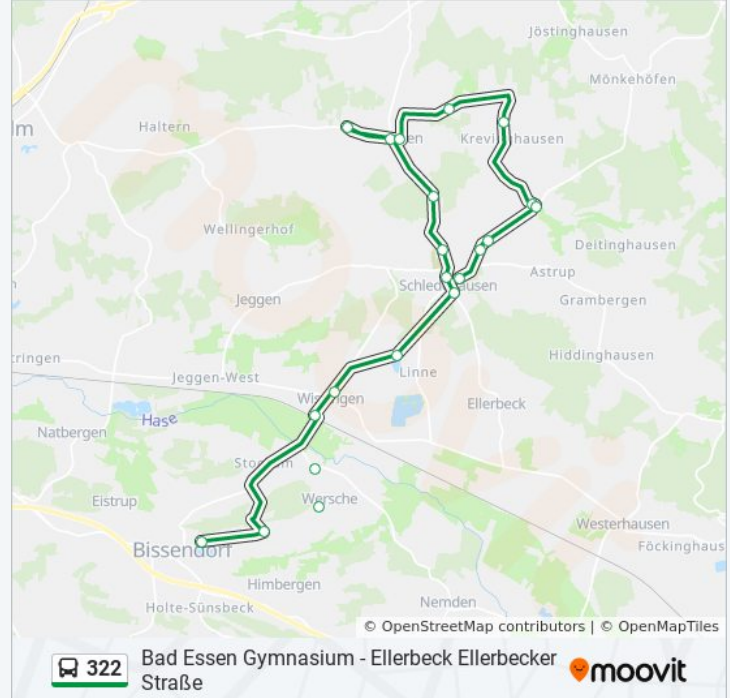 Jöstinghausen
Mönkehöfen
lm
Haltern
en
Krevinghausen
Wellingerhof
Deitinghausen
Astrup
Schledehausen
Jeggen
Grambergen
tringen
Hiddinghausen
Jeggen-West
Linne
Wissingen
Ellerbeck
Hase
Natbergen
Stockum
Eistrup
Wersche
Westerhausen
Bissendorf
Föckinghaus
Himbergen
Holte-Sünsbeck
Nemden
© OpenStreetMap contributors | © OpenMapTiles
322
Bad Essen Gymnasium - Ellerbeck Ellerbecker
Straße
moovit